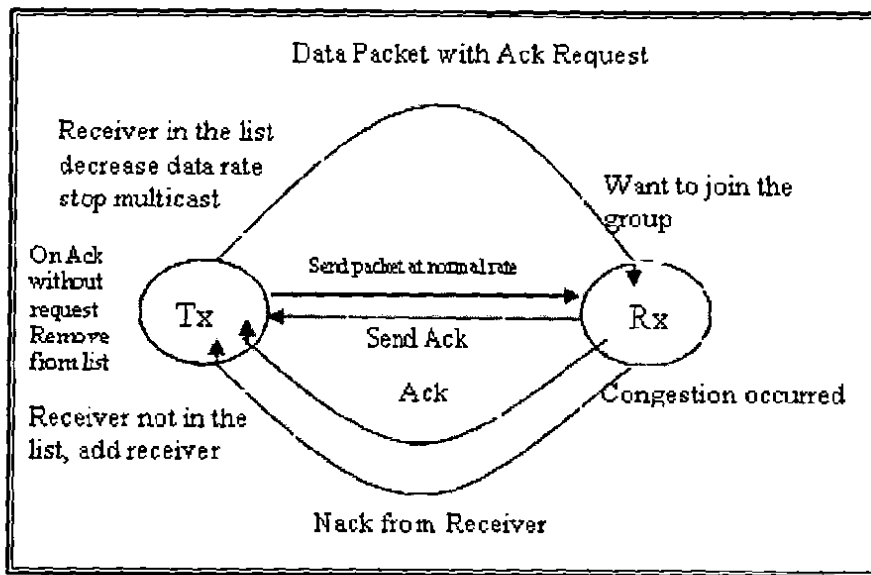 Data Packet with Ack Request
Receiver in the list
decrease data rate
stop multicast
Want to join the
group
On Ack
without
request
Remove
from list
Send packet at normal rate
Tx
Rx
Send Ack
Ack
Congestion occurred
Receiver not in the
list, add receiver
Nack from Receiver